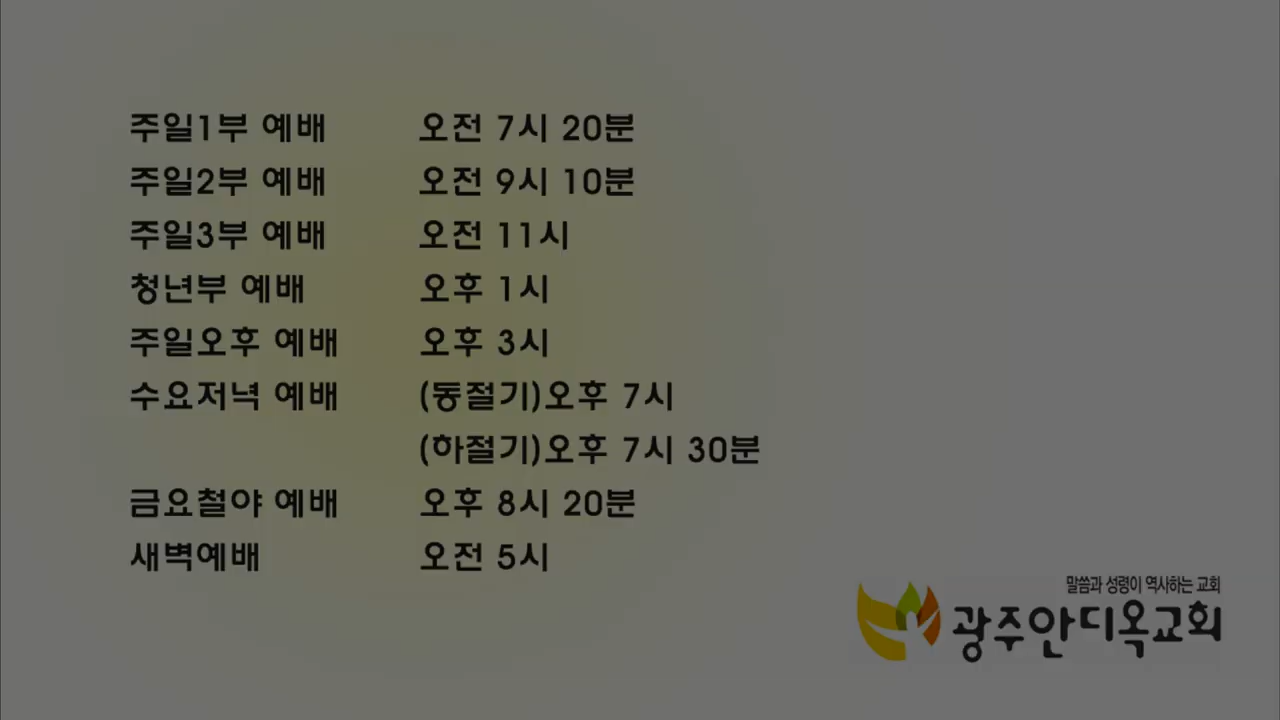 주일1부 예배 오전 7시 20분
주일2부 예배 오전 9시 10분
주일3부 예배 오전 11시
청년부 예배 오후 1시
주일오후 예배 오후 3시
수요저녁 예배 (동절기)오후 7시
(하절기)오후 7시 30분
금요철야 예배 오후 8시 20분
새벽예배 오전 5시
말씀과 성령이 역사하는 교회
광주안디옥교회